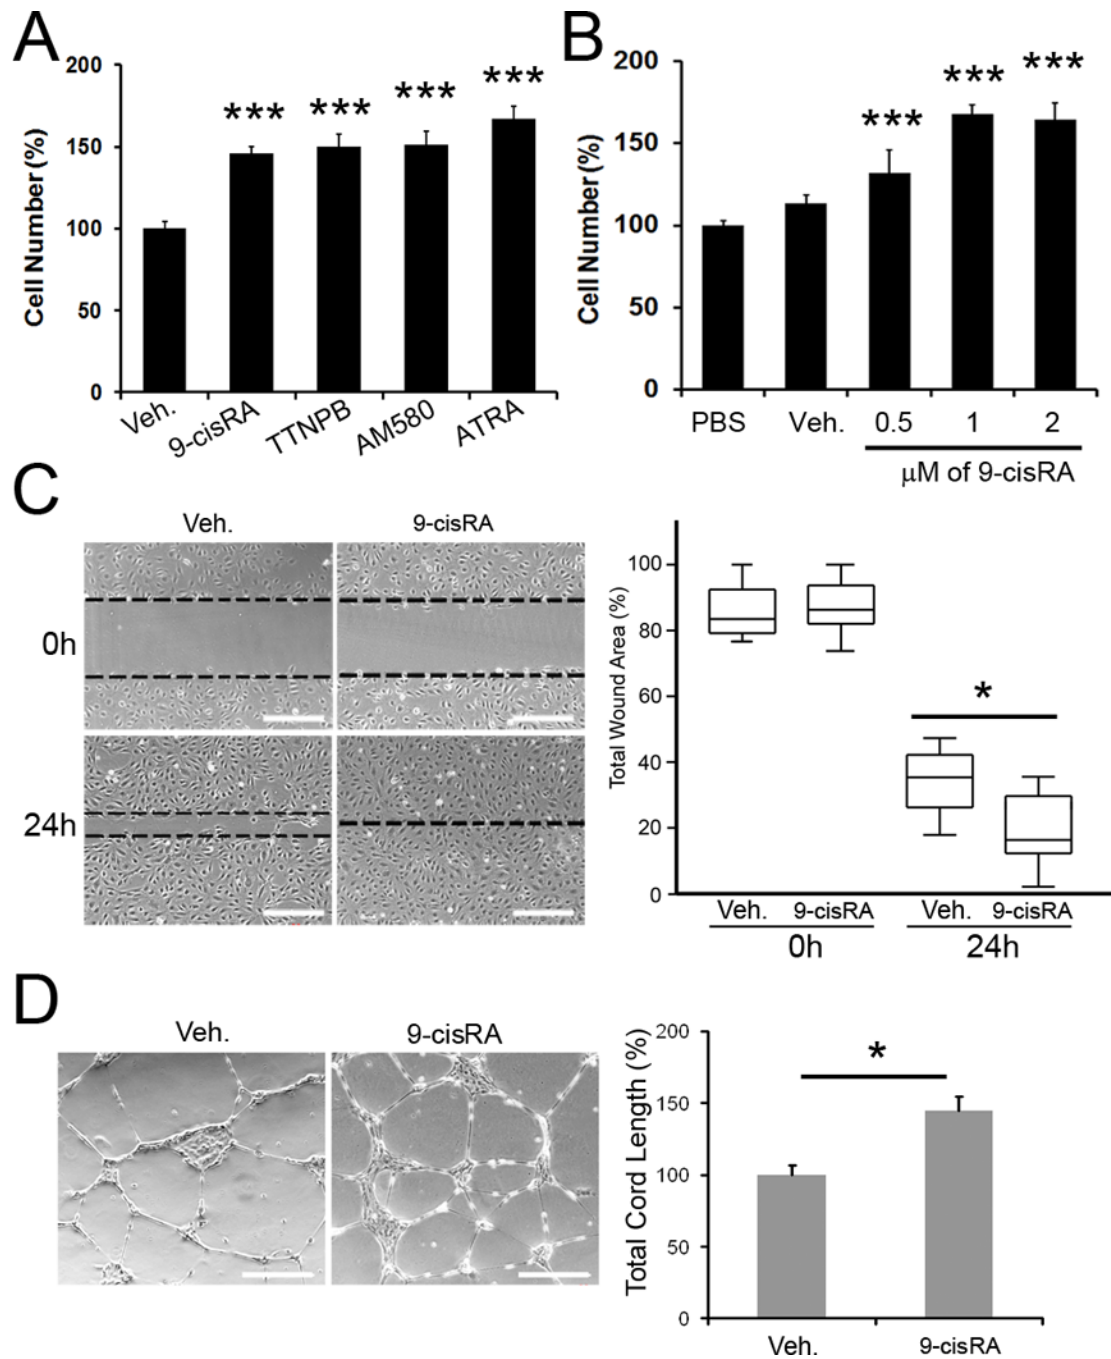 A
Cell Number (%)
200
150
100
50
0
***
***
***
***
Veh.
9-cisRA
TTNPB
AM580
ATRA
B
Cell Number (%)
200
150
100
50
0
***
***
***
PBS
Veh.
0.5
1
2
μM of 9-cisRA
C
Veh.
9-cisRA
0h
24h
Total Wound Area (%)
100
80
60
40
20
0
*
Veh.
9-cisRA
Veh.
9-cisRA
0h
24h
D
Veh.
9-cisRA
Total Cord Length (%)
200
150
100
50
0
*
Veh.
9-cisRA